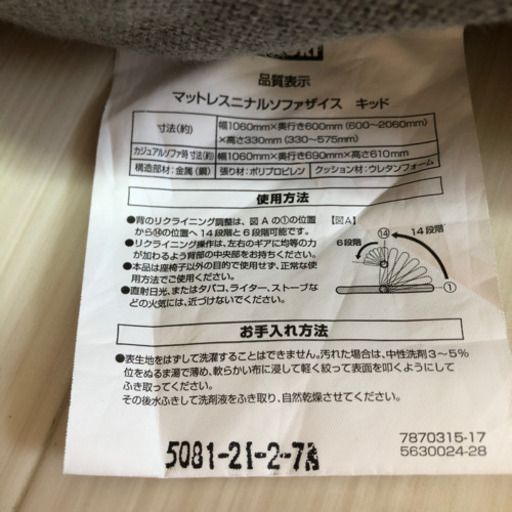 品質表示
マットレスニナルソファザイス キッド
寸法(約) 幅1060mm×奥行き600mm(600〜2060mm)
×高さ330mm(330〜575mm)
カジュアルソファ時寸法(約) 幅1060mm×奥行き690mm×高さ610mm
構造部材:金属(鋼) 張り材:ポリプロピレン クッション材:ウレタンフォーム
使用方法
●背のリクライニング調整は、図Aの①の位置
から⑭の位置へ14段階と6段階可能です。
●リクライニング操作は、左右のギアに均等の力
が加わるよう背部の中央部をお持ちください。
●本品は座椅子以外の目的で使用せず、正常な使
用方法でご使用ください。
●直射日光、またはタバコ、ライター、ストーブな
どの火気には、近づけないでください。
【図A】
⑭ 14段階
6段階
①
お手入れ方法
●表生地をはずして洗濯することはできません。汚れた場合は、中性洗剤3〜5%
位をぬるま湯で薄め、軟らかい布に浸して軽く絞って表面を叩くようにして
ふき取ってください。
その後水ふきして洗剤液をふき取り、自然乾燥させてください。
5081-21-2-7A
7870315-17
5630024-28